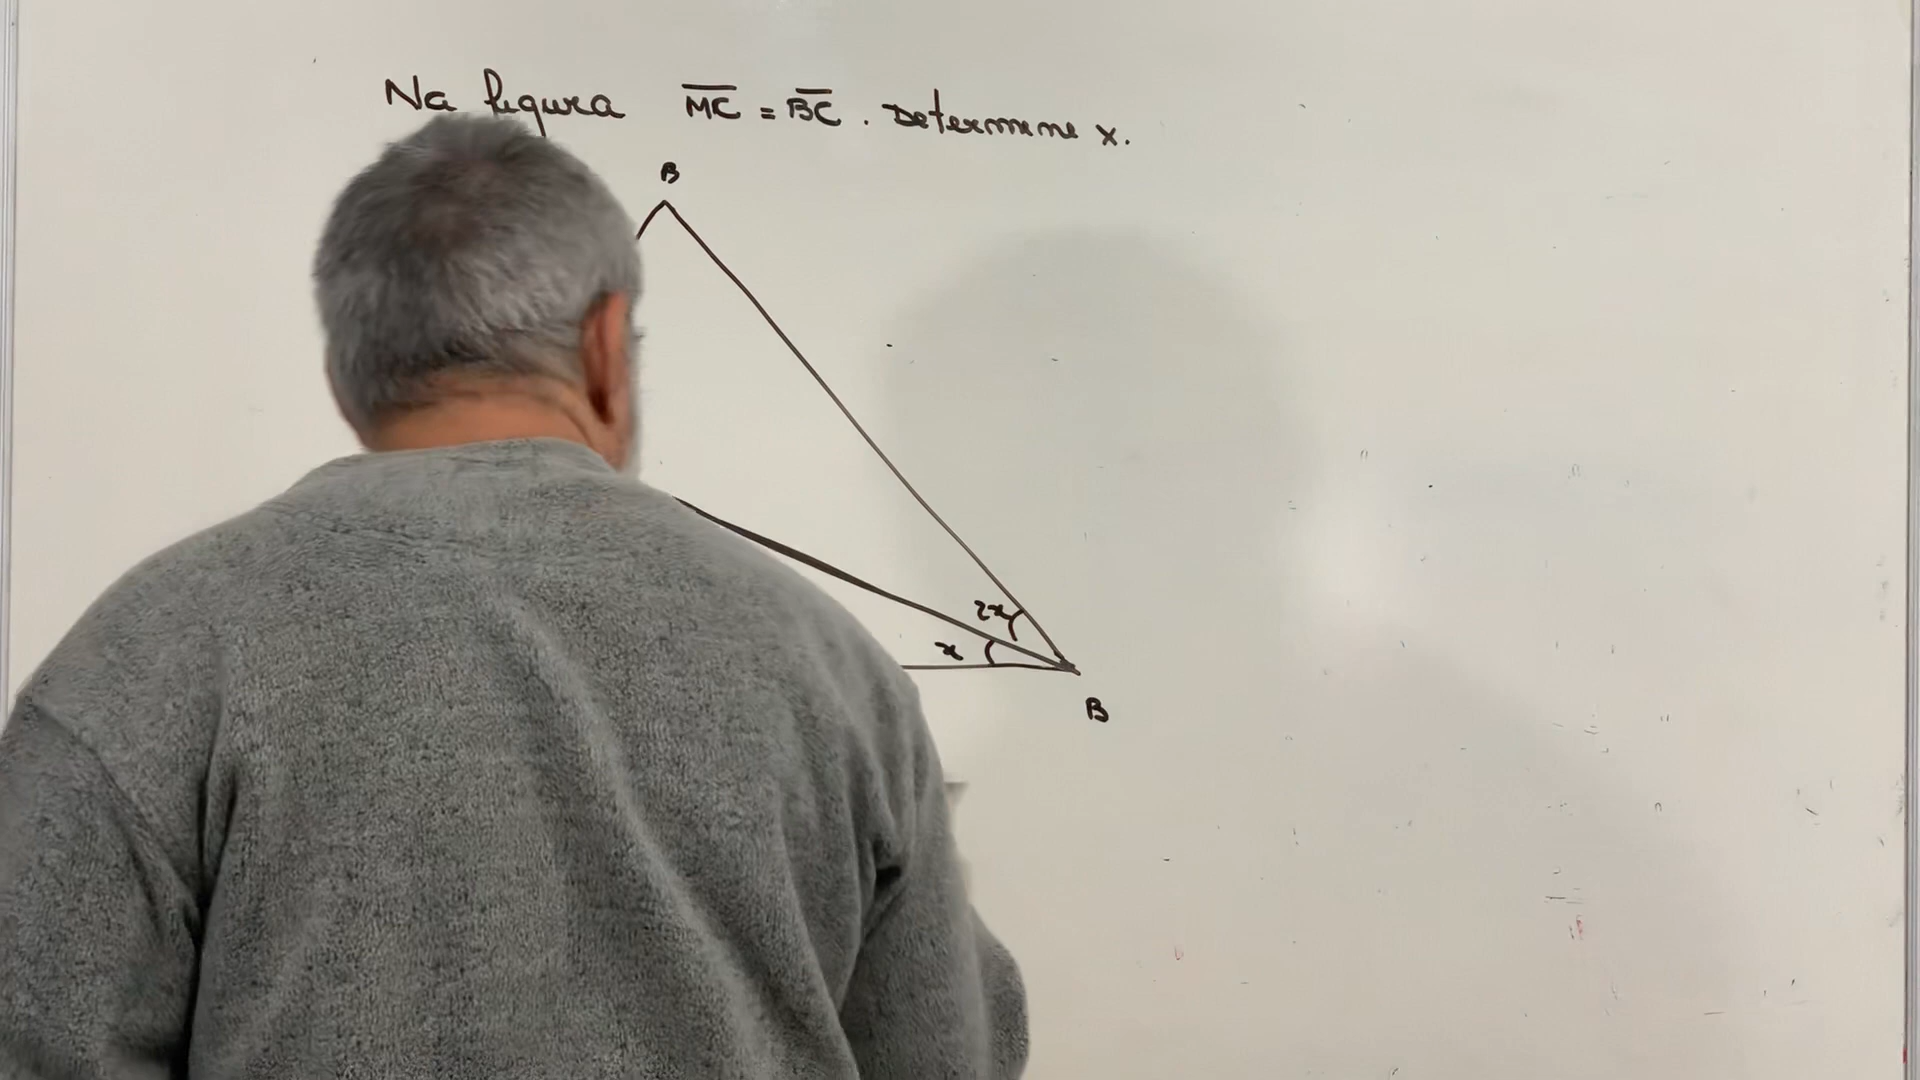 Na figura MC = BC . Determine x.
B
2x
x
B